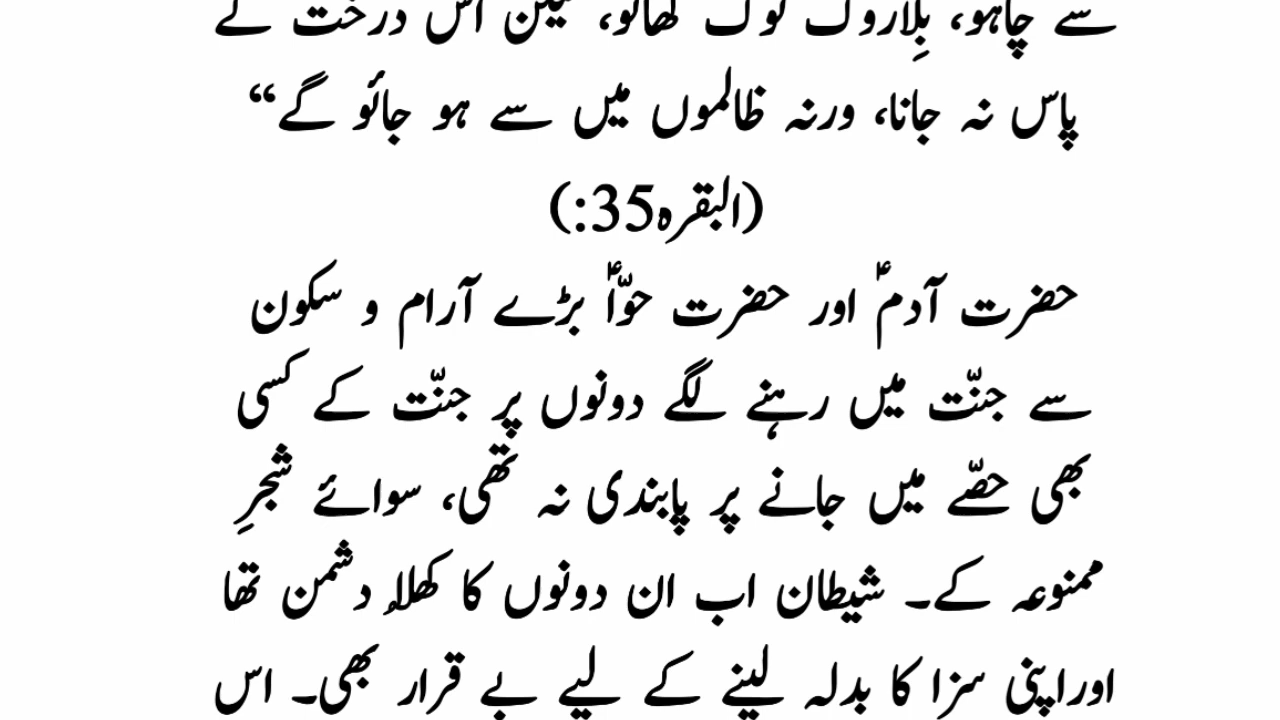 سے چاہو، بِلاروک ٹوک کھائو، لیکن اس درخت کے
پاس نہ جانا، ورنہ ظالموں میں سے ہو جائو گے“
(البقرہ35:)
حضرت آدمؑ اور حضرت حوّاؑ بڑے آرام و سکون
سے جنّت میں رہنے لگے دونوں پر جنّت کے کسی
بھی حصّے میں جانے پر پابندی نہ تھی، سوائے شجرِ
ممنوعہ کے۔ شیطان اب ان دونوں کا کھلا دشمن تھا
اوراپنی سزا کا بدلہ لینے کے لیے بے قرار بھی۔ اس